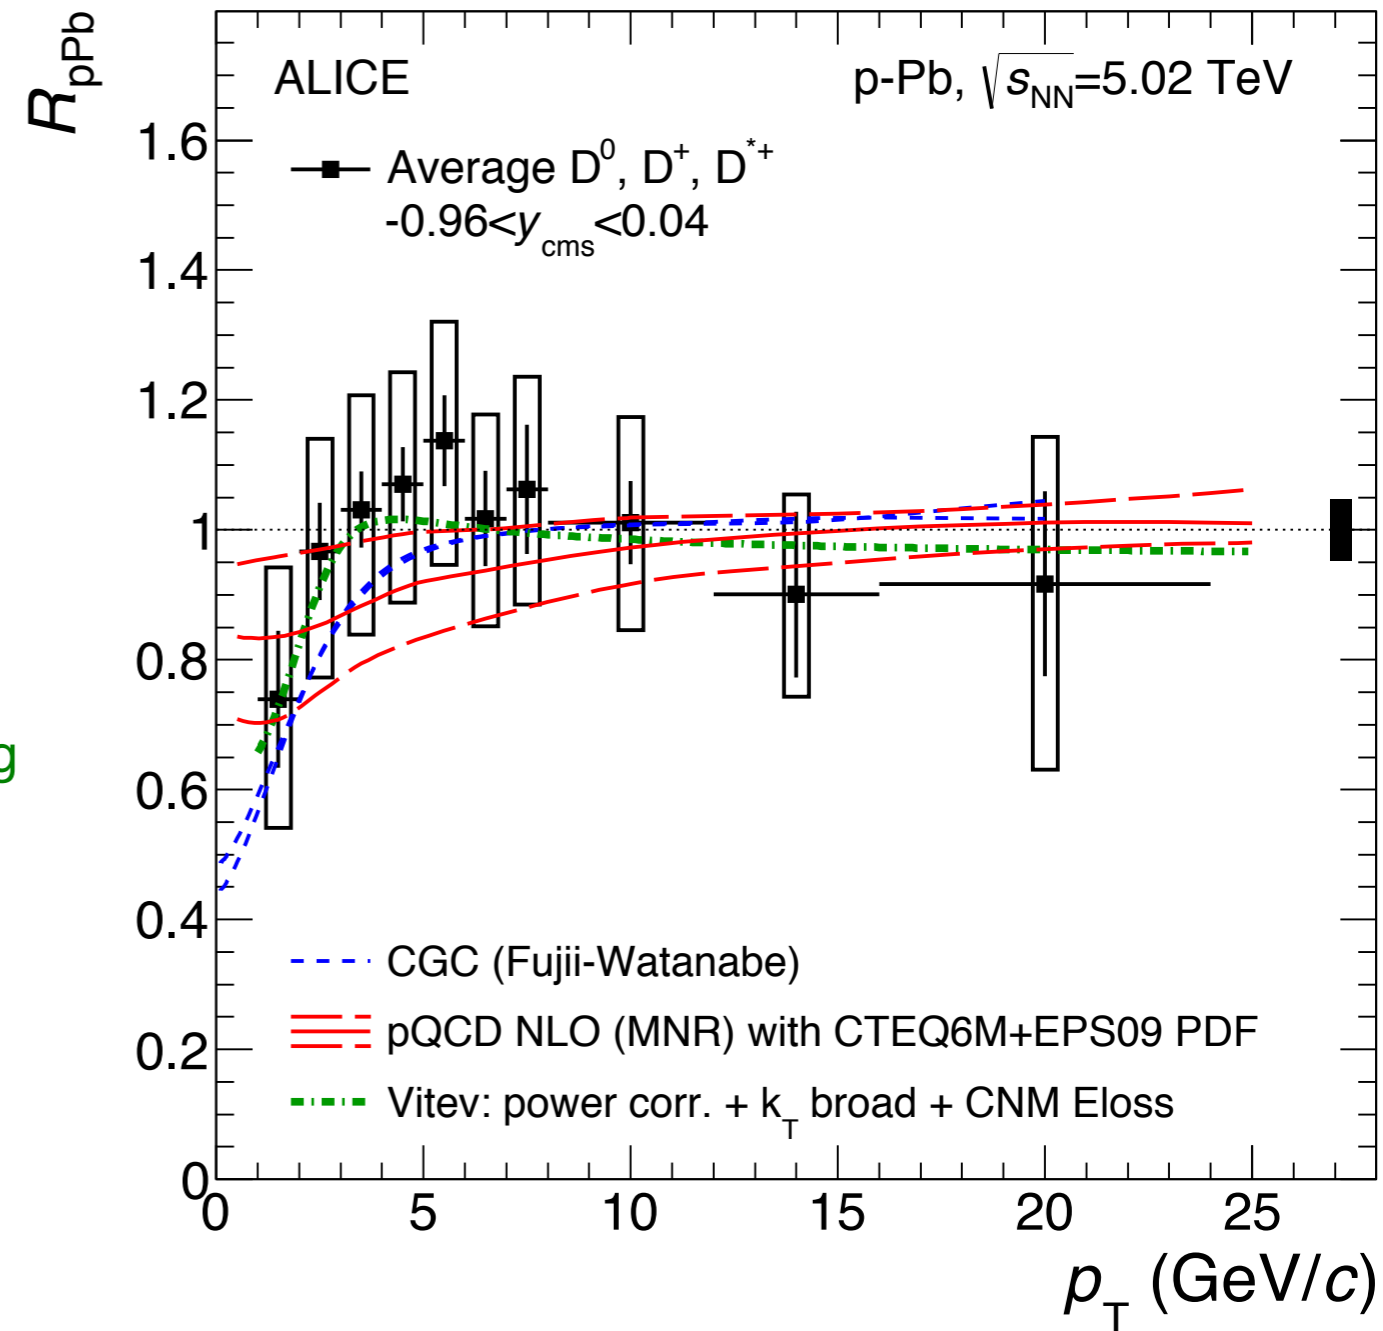 R_pPb
ALICE
p-Pb, √s_NN=5.02 TeV
Average D^0, D^+, D^*+
-0.96<y_cms<0.04
1.6
1.4
1.2
1
0.8
g
0.6
0.4
0.2
0
CGC (Fujii-Watanabe)
pQCD NLO (MNR) with CTEQ6M+EPS09 PDF
Vitev: power corr. + k_T broad + CNM Eloss
0 5 10 15 20 25
p_T (GeV/c)